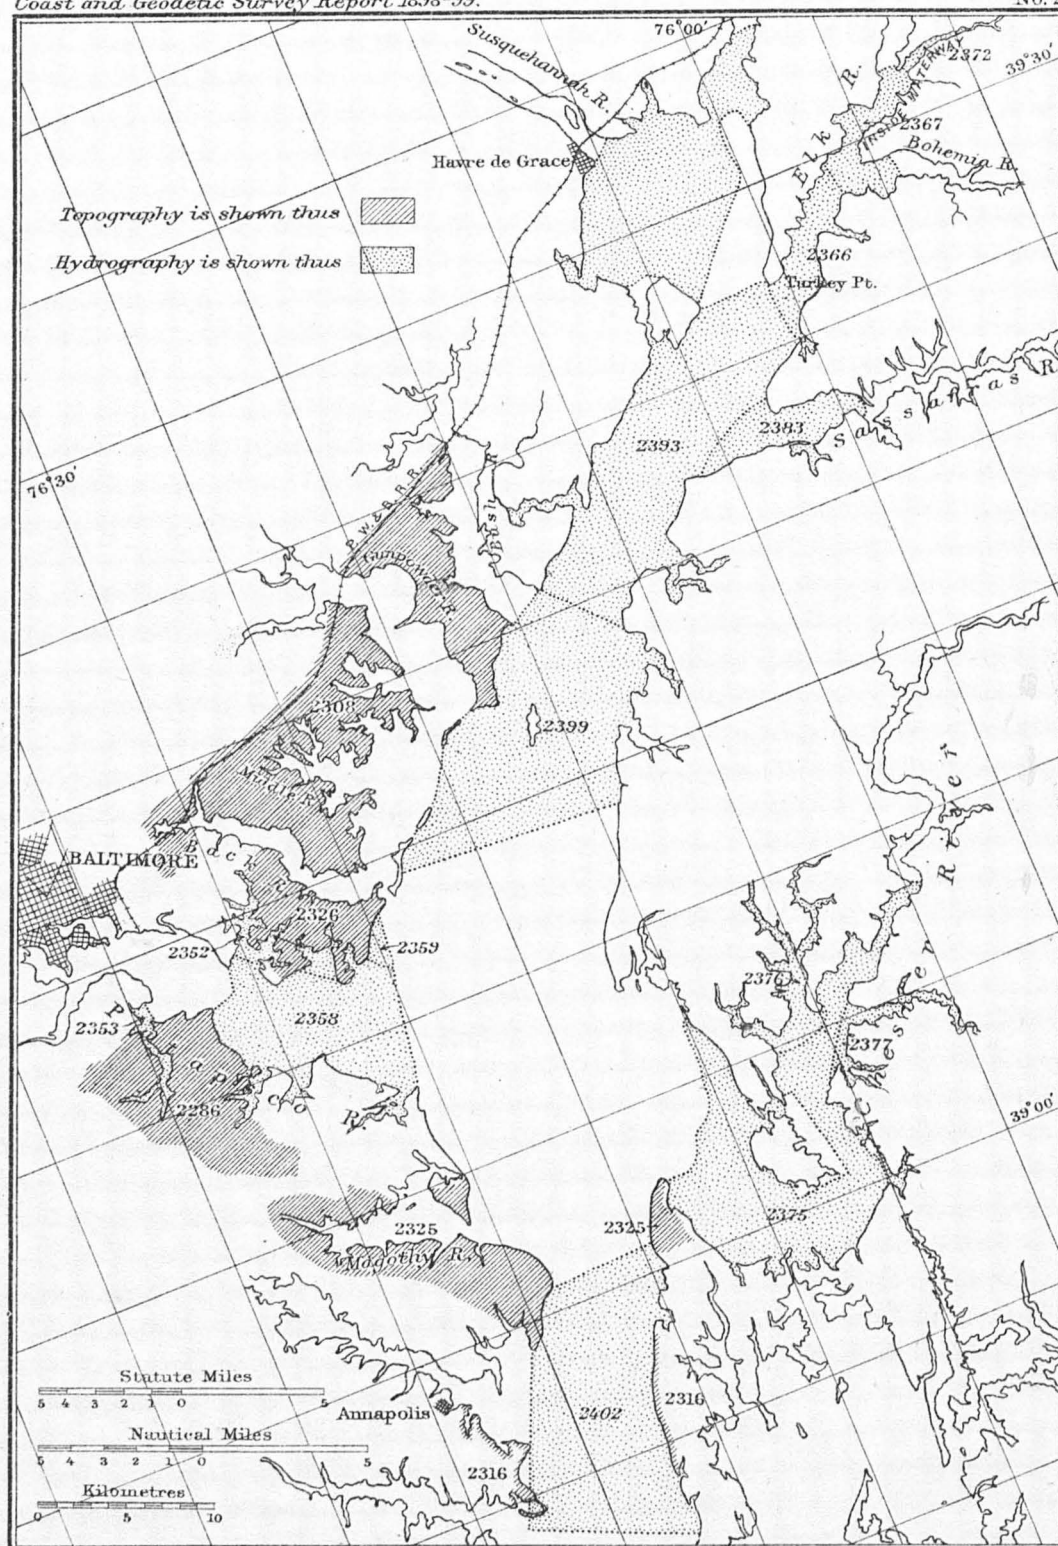 Coast and Geodetic Survey Report 1898-99.
76°00'
Susquehannah R.
Elk R.
INSIDE WATERWAY
2372
39°30'
2367
Bohemia R.
Havre de Grace
Topography is shown thus
Hydrography is shown thus
2366
Turkey Pt.
Sassafras R.
2383
2393
76°30'
P.W. & B.R.R.
Bush R.
Gunpowder R.
2399
2308
Middle R.
Chester River
BALTIMORE
Back R.
2326
2352
2359
2358
2353
Patapsco R.
2286
2377
39°00'
2325
Magothy R.
2325
2375
Statute Miles
5 4 3 2 1 0 5
Annapolis
2402
2316
Nautical Miles
5 4 3 2 1 0 5
2316
Kilometres
0 5 10